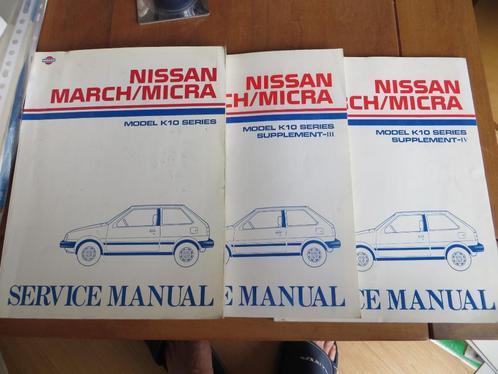 NISSAN
MARCH/MICRA
MODEL K10 SERIES
SERVICE MANUAL
NISSAN
CH/MICRA
MODEL K10 SERIES
SUPPLEMENT-III
E MANUAL
NISSAN
CH/MICRA
MODEL K10 SERIES
SUPPLEMENT-IV
CE MANUAL